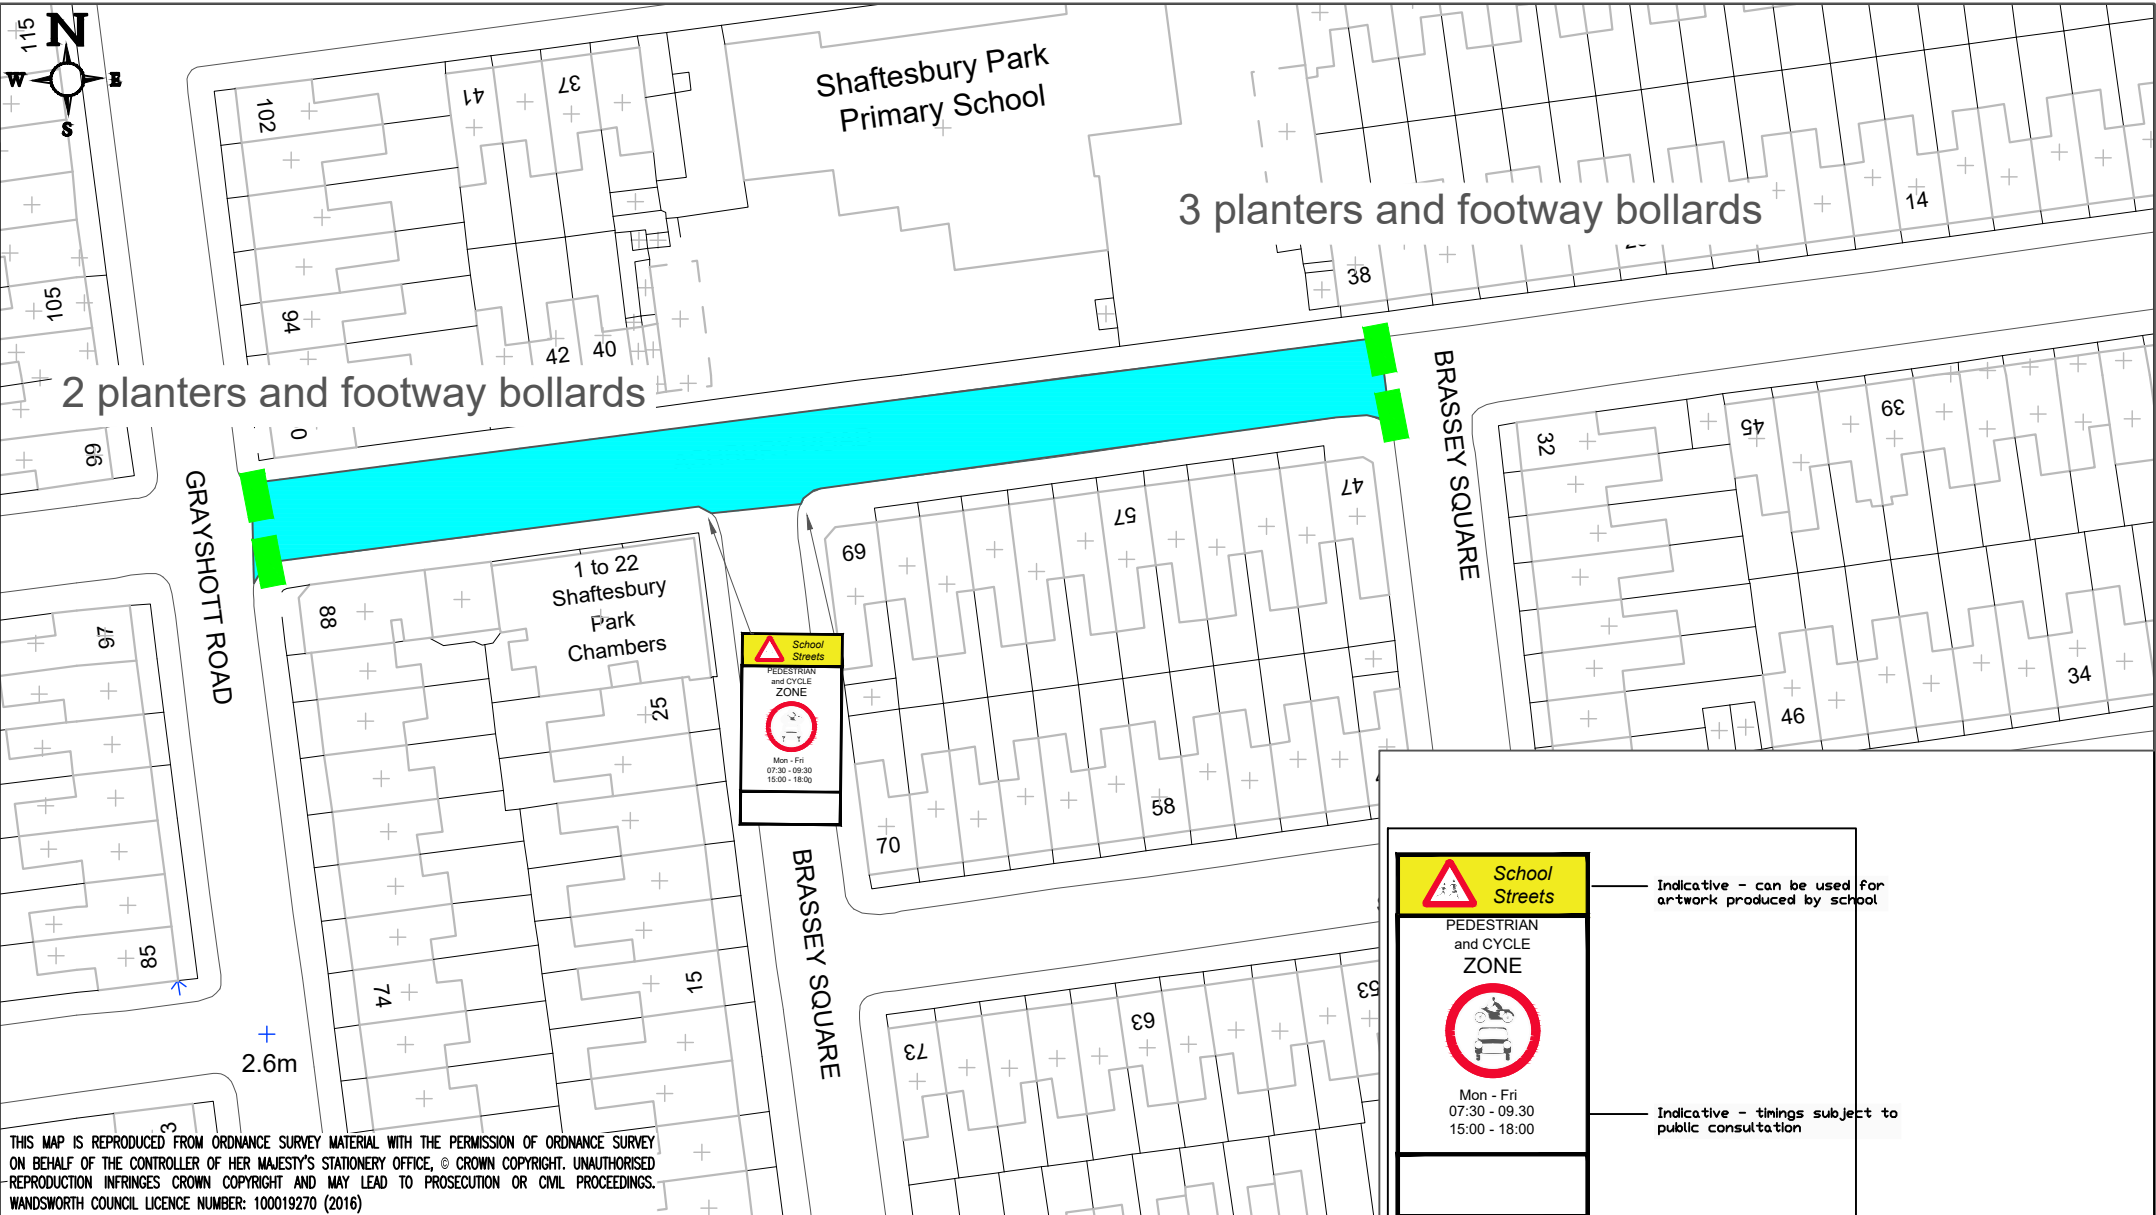 115
N
W
E
S
102
41
37
Shaftesbury Park
Primary School
3 planters and footway bollards
14
38
105
94
42
40
2 planters and footway bollards
0
99
GRAYSHOTT ROAD
BRASSEY SQUARE
32
45
39
47
57
69
1 to 22
Shaftesbury
Park
Chambers
88
97
25
School
Streets
PEDESTRIAN
and CYCLE
ZONE
Mon - Fri
07:30 - 09:30
15:00 - 18:00
34
46
58
70
BRASSEY SQUARE
85
74
15
2.6m
73
63
53
3
School
Streets
PEDESTRIAN
and CYCLE
ZONE
Mon - Fri
07:30 - 09.30
15:00 - 18:00
Indicative - can be used for
artwork produced by school
Indicative - timings subject to
public consultation
THIS MAP IS REPRODUCED FROM ORDNANCE SURVEY MATERIAL WITH THE PERMISSION OF ORDNANCE SURVEY
ON BEHALF OF THE CONTROLLER OF HER MAJESTY'S STATIONERY OFFICE, © CROWN COPYRIGHT. UNAUTHORISED
REPRODUCTION INFRINGES CROWN COPYRIGHT AND MAY LEAD TO PROSECUTION OR CIVIL PROCEEDINGS.
WANDSWORTH COUNCIL LICENCE NUMBER: 100019270 (2016)